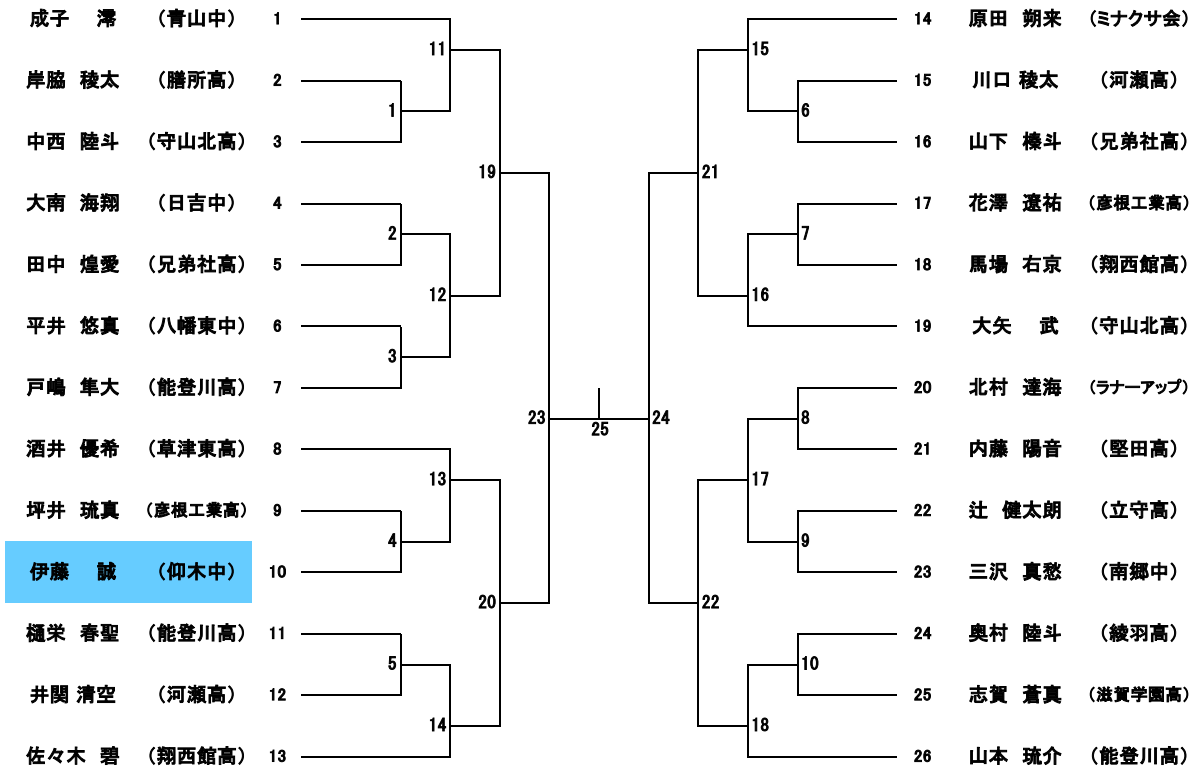 成子 澪 (青山中) 1
岸脇 稜太 (膳所高) 2
中西 陸斗 (守山北高) 3
大南 海翔 (日吉中) 4
田中 煌愛 (兄弟社高) 5
平井 悠真 (八幡東中) 6
戸嶋 隼大 (能登川高) 7
酒井 優希 (草津東高) 8
坪井 琉真 (彦根工業高) 9
伊藤 誠 (仰木中) 10
樋栄 春聖 (能登川高) 11
井関 清空 (河瀬高) 12
佐々木 碧 (翔西館高) 13
11
1
2
12
3
19
13
4
20
5
14
23
25
24
15
6
21
7
16
8
17
9
22
10
18
14 原田 朔来 (ミナクサ会)
15 川口 稜太 (河瀬高)
16 山下 榛斗 (兄弟社高)
17 花澤 遼祐 (彦根工業高)
18 馬場 右京 (翔西館高)
19 大矢 武 (守山北高)
20 北村 達海 (ラナーアップ)
21 内藤 陽音 (堅田高)
22 辻 健太朗 (立守高)
23 三沢 真愁 (南郷中)
24 奥村 陸斗 (綾羽高)
25 志賀 蒼真 (滋賀学園高)
26 山本 琉介 (能登川高)